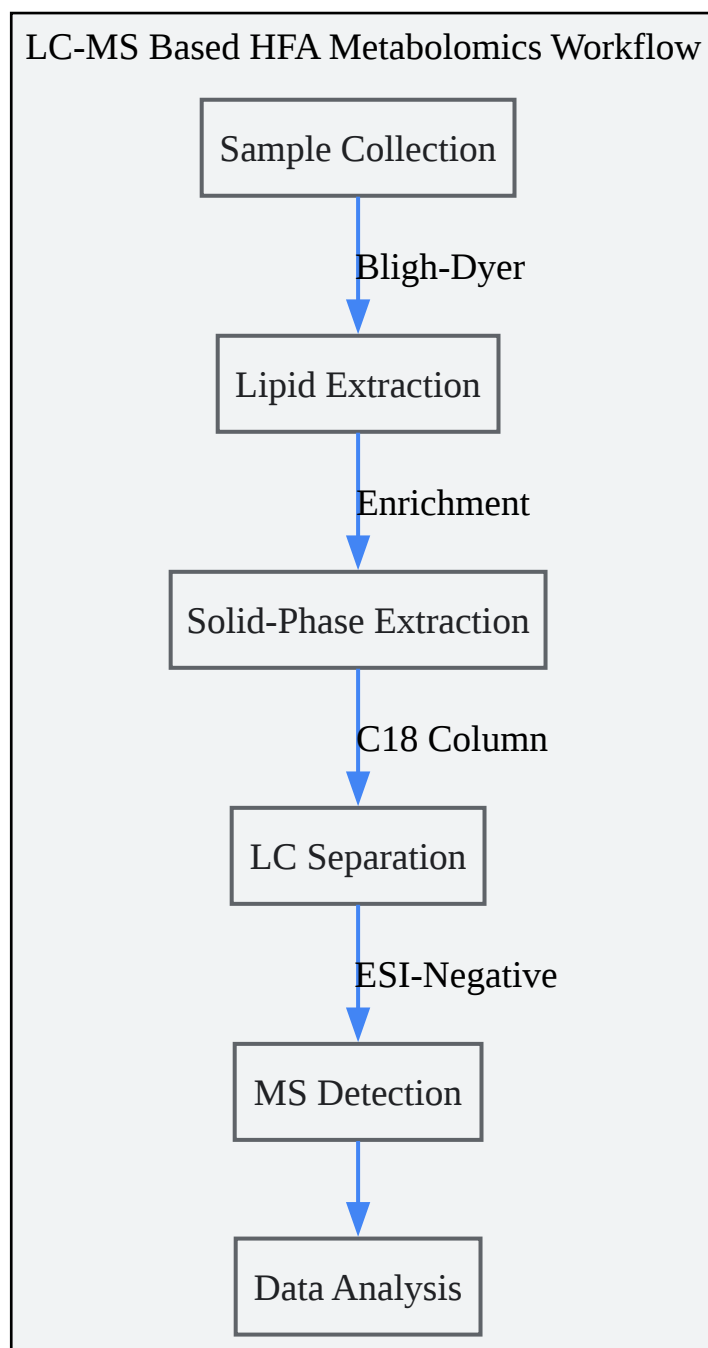 LC-MS Based HFA Metabolomics Workflow
Sample Collection
Bligh-Dyer
Lipid Extraction
Enrichment
Solid-Phase Extraction
C18 Column
LC Separation
ESI-Negative
MS Detection
Data Analysis